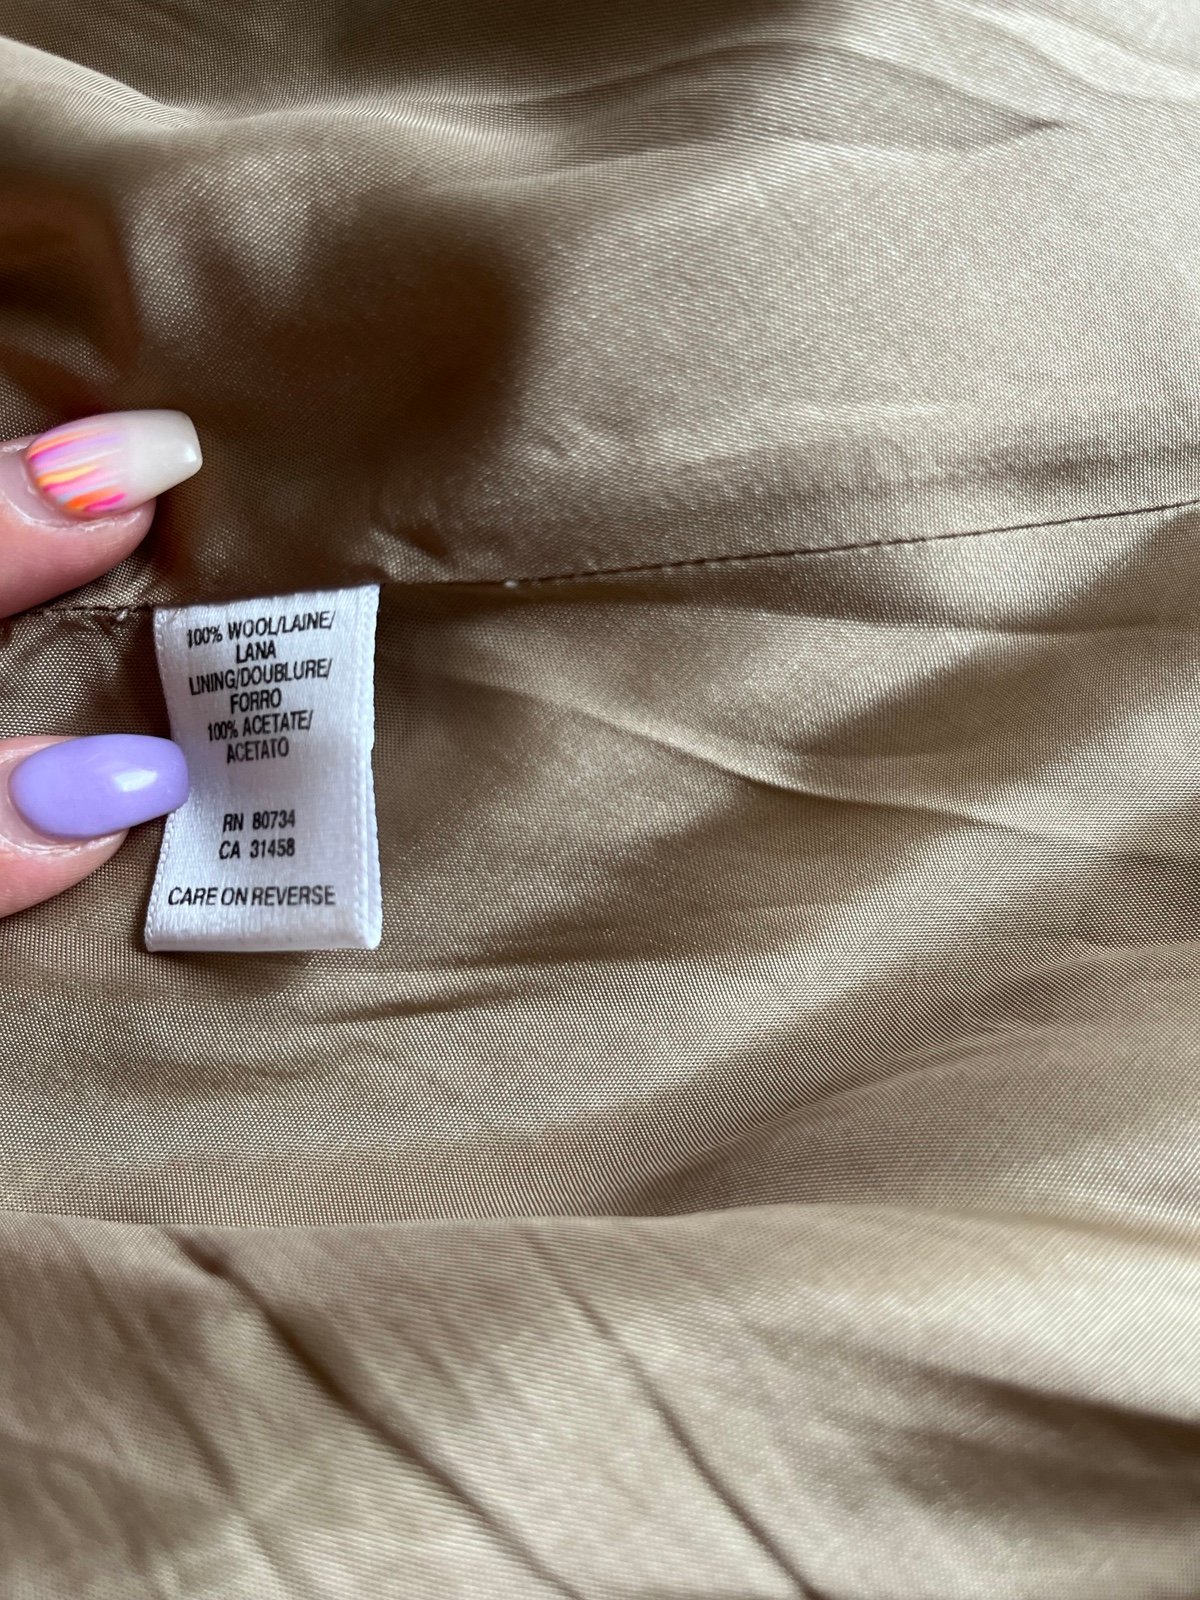 100% WOOL/LAINE/
LANA
LINING/DOUBLURE/
FORRO
100% ACETATE/
ACETATO
RN 80734
CA 31458
CARE ON REVERSE